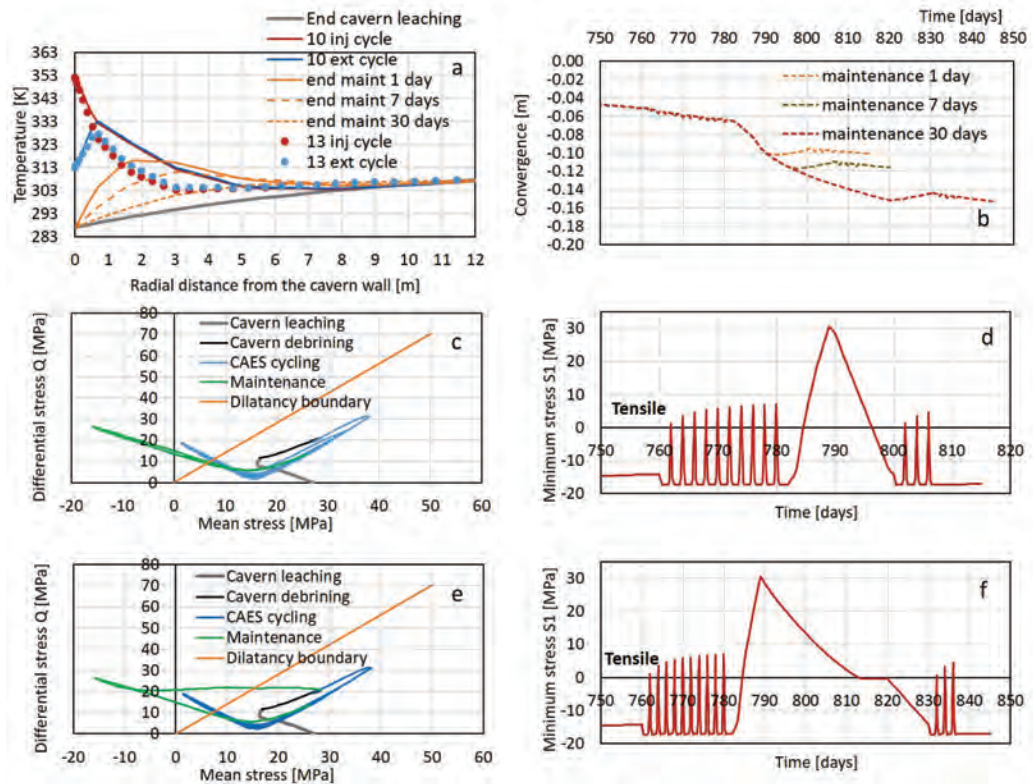 End cavern leaching
10 inj cycle
10 ext cycle
end maint 1 day
end maint 7 days
end maint 30 days
13 inj cycle
13 ext cycle
a
Temperature [K]
363
353
343
333
323
313
303
293
283
0 1 2 3 4 5 6 7 8 9 10 11 12
Radial distance from the cavern wall [m]
Time [days]
750 760 770 780 790 800 810 820 830 840 850
Convergence [m]
0.00
-0.02
-0.04
-0.06
-0.08
-0.10
-0.12
-0.14
-0.16
-0.18
-0.20
maintenance 1 day
maintenance 7 days
maintenance 30 days
b
Differential stress Q [MPa]
80
70
60
50
40
30
20
10
0
Cavern leaching
Cavern debrining
CAES cycling
Maintenance
Dilatancy boundary
c
-20 -10 0 10 20 30 40 50 60
Mean stress [MPa]
Minimum stress S1 [MPa]
30
20
10
0
-10
-20
Tensile
d
750 760 770 780 790 800 810 820
Time [days]
Differential stress Q [MPa]
80
70
60
50
40
30
20
10
0
Cavern leaching
Cavern debrining
CAES cycling
Maintenance
Dilatancy boundary
e
-20 -10 0 10 20 30 40 50 60
Mean stress [MPa]
Minimum stress S1 [MPa]
30
20
10
0
-10
-20
Tensile
f
750 760 770 780 790 800 810 820 830 840 850
Time [days]